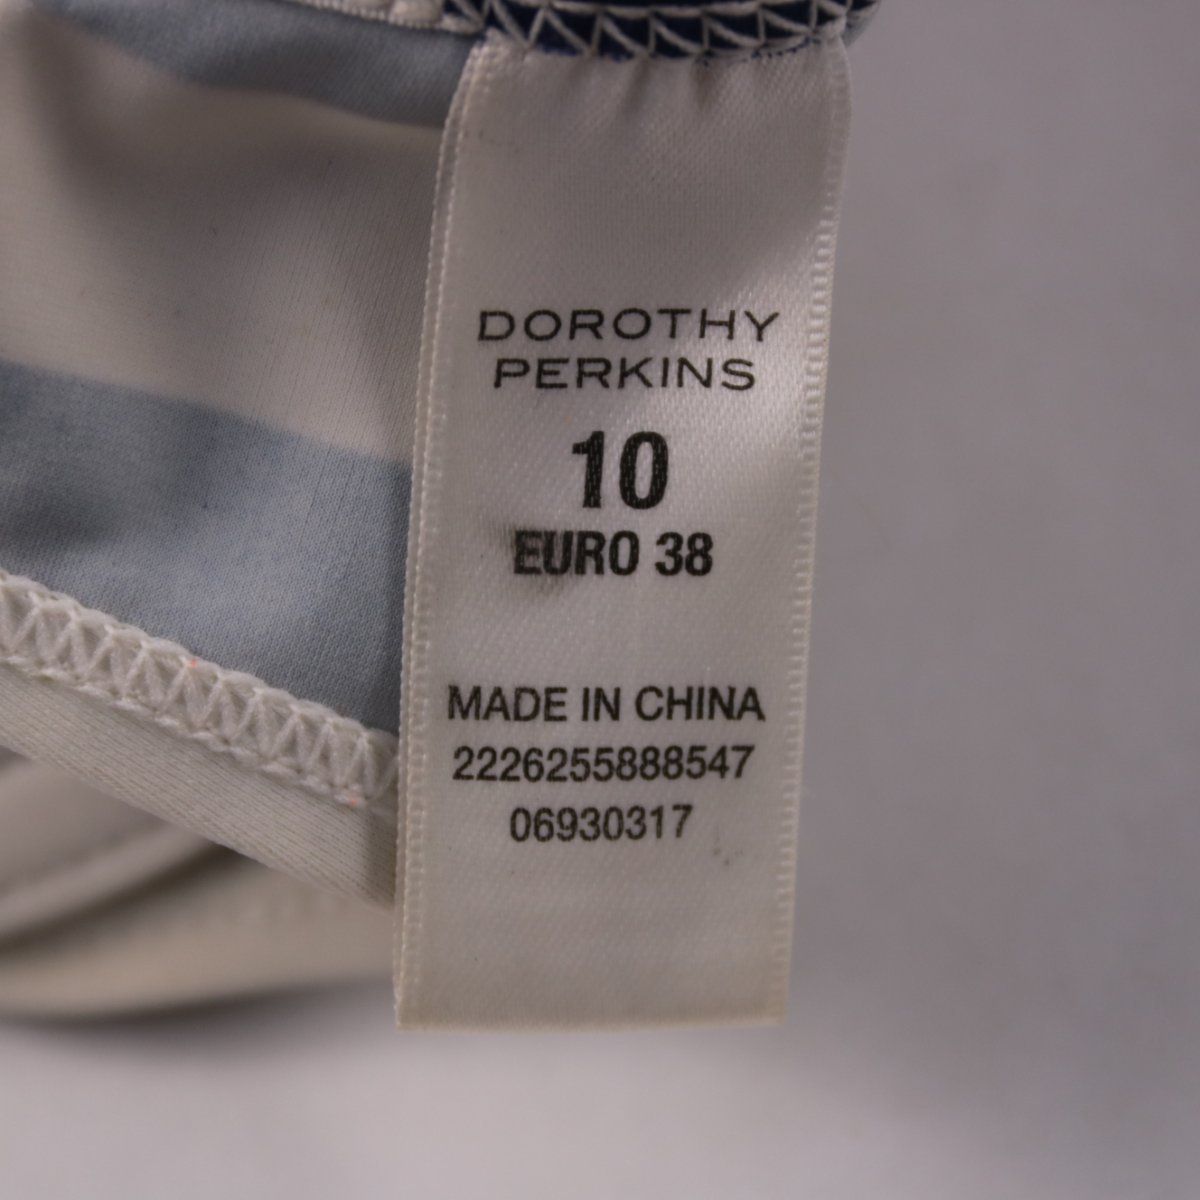 DOROTHY
PERKINS
10
EURO 38
MADE IN CHINA
2226255888547
06930317